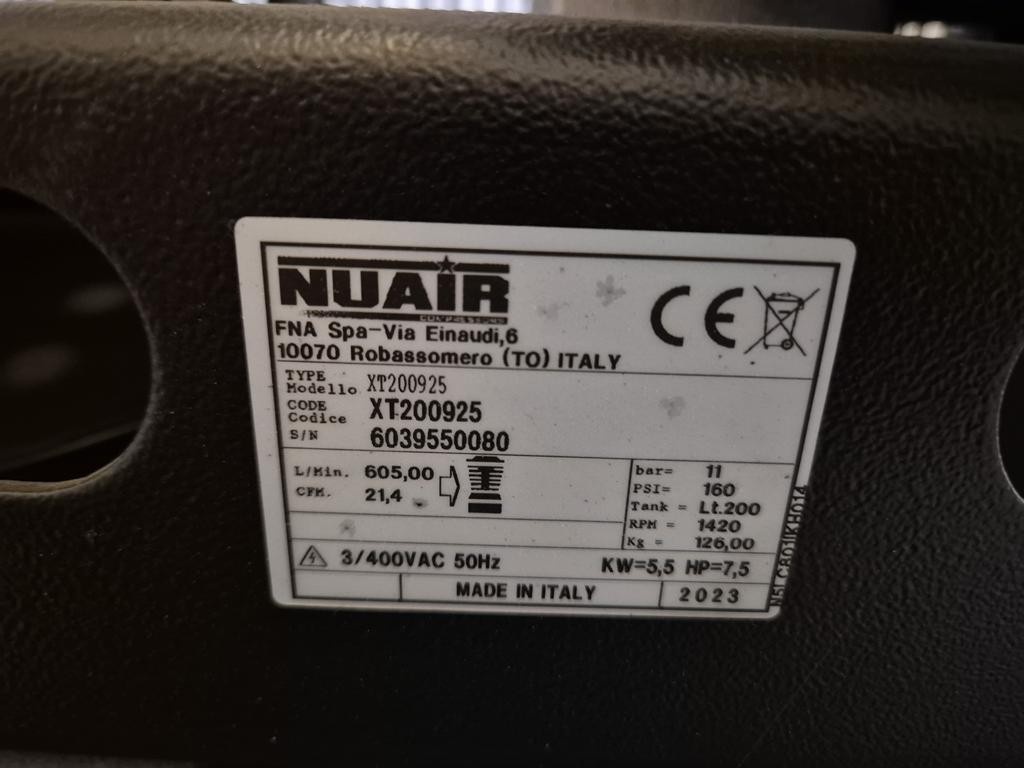 NUAIR
COMPRESSORS
FNA Spa-Via Einaudi,6
10070 Robassomero (TO) ITALY
TYPE
Modello XT200925
CODE
Codice XT200925
S/N 6039550080
L/Min. 605,00
CFM. 21,4
bar= 11
PSI= 160
Tank = Lt.200
RPM = 1420
Kg = 126,00
3/400VAC 50Hz KW=5,5 HP=7,5
MADE IN ITALY 2023
CE